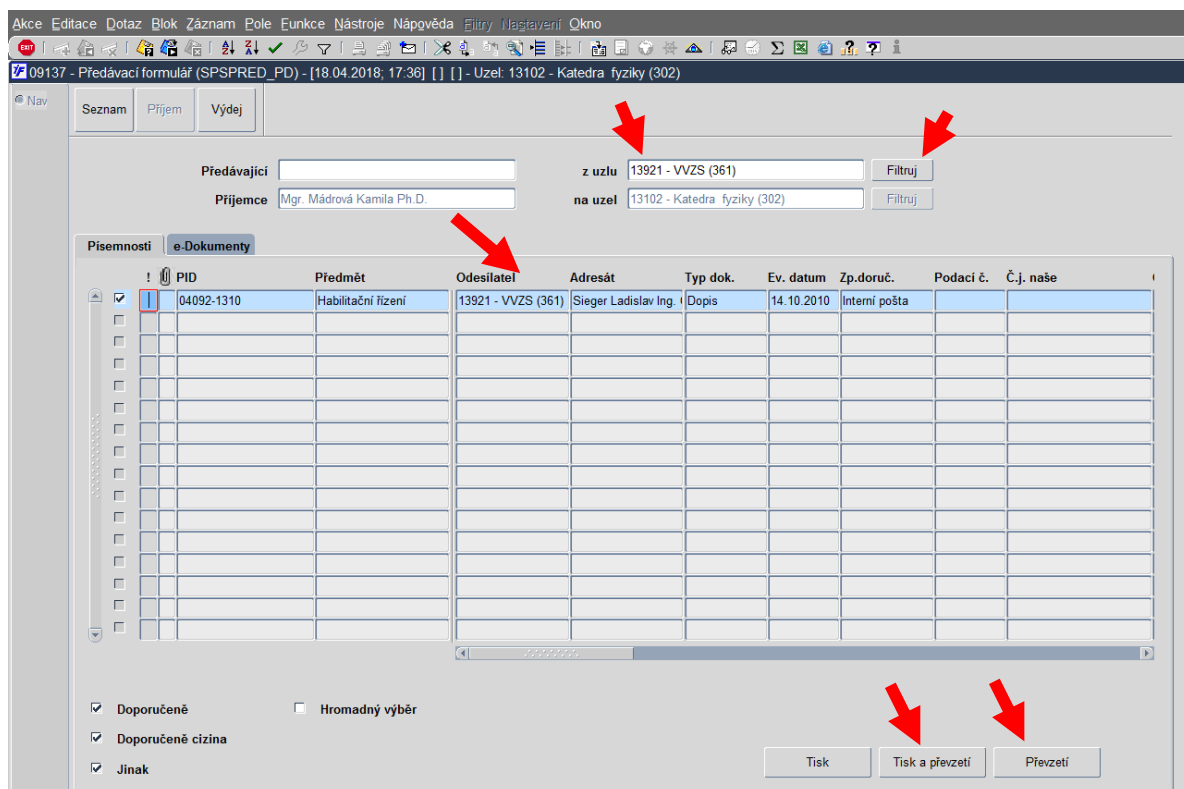 Akce Editace Dotaz Blok Záznam Pole Funkce Nástroje Nápověda Filtry Nastavení Okno
EXIT
09137 - Předávací formulář (SPSPRED_PD) - [18.04.2018; 17:36] [ ] [ ] - Uzel: 13102 - Katedra fyziky (302)
Nav
Seznam Příjem Výdej
Předávající z uzlu 13921 - VVZS (361) Filtruj
Příjemce Mgr. Mádrová Kamila Ph.D. na uzel 13102 - Katedra fyziky (302) Filtruj
Písemnosti e-Dokumenty
! PID Předmět Odesílatel Adresát Typ dok. Ev. datum Zp.doruč. Podací č. Č.j. naše
04092-1310 Habilitační řízení 13921 - VVZS (361) Sieger Ladislav Ing. Dopis 14.10.2010 Interní pošta
Doporučeně Hromadný výběr
Doporučeně cizina
Jinak
Tisk Tisk a převzetí Převzetí